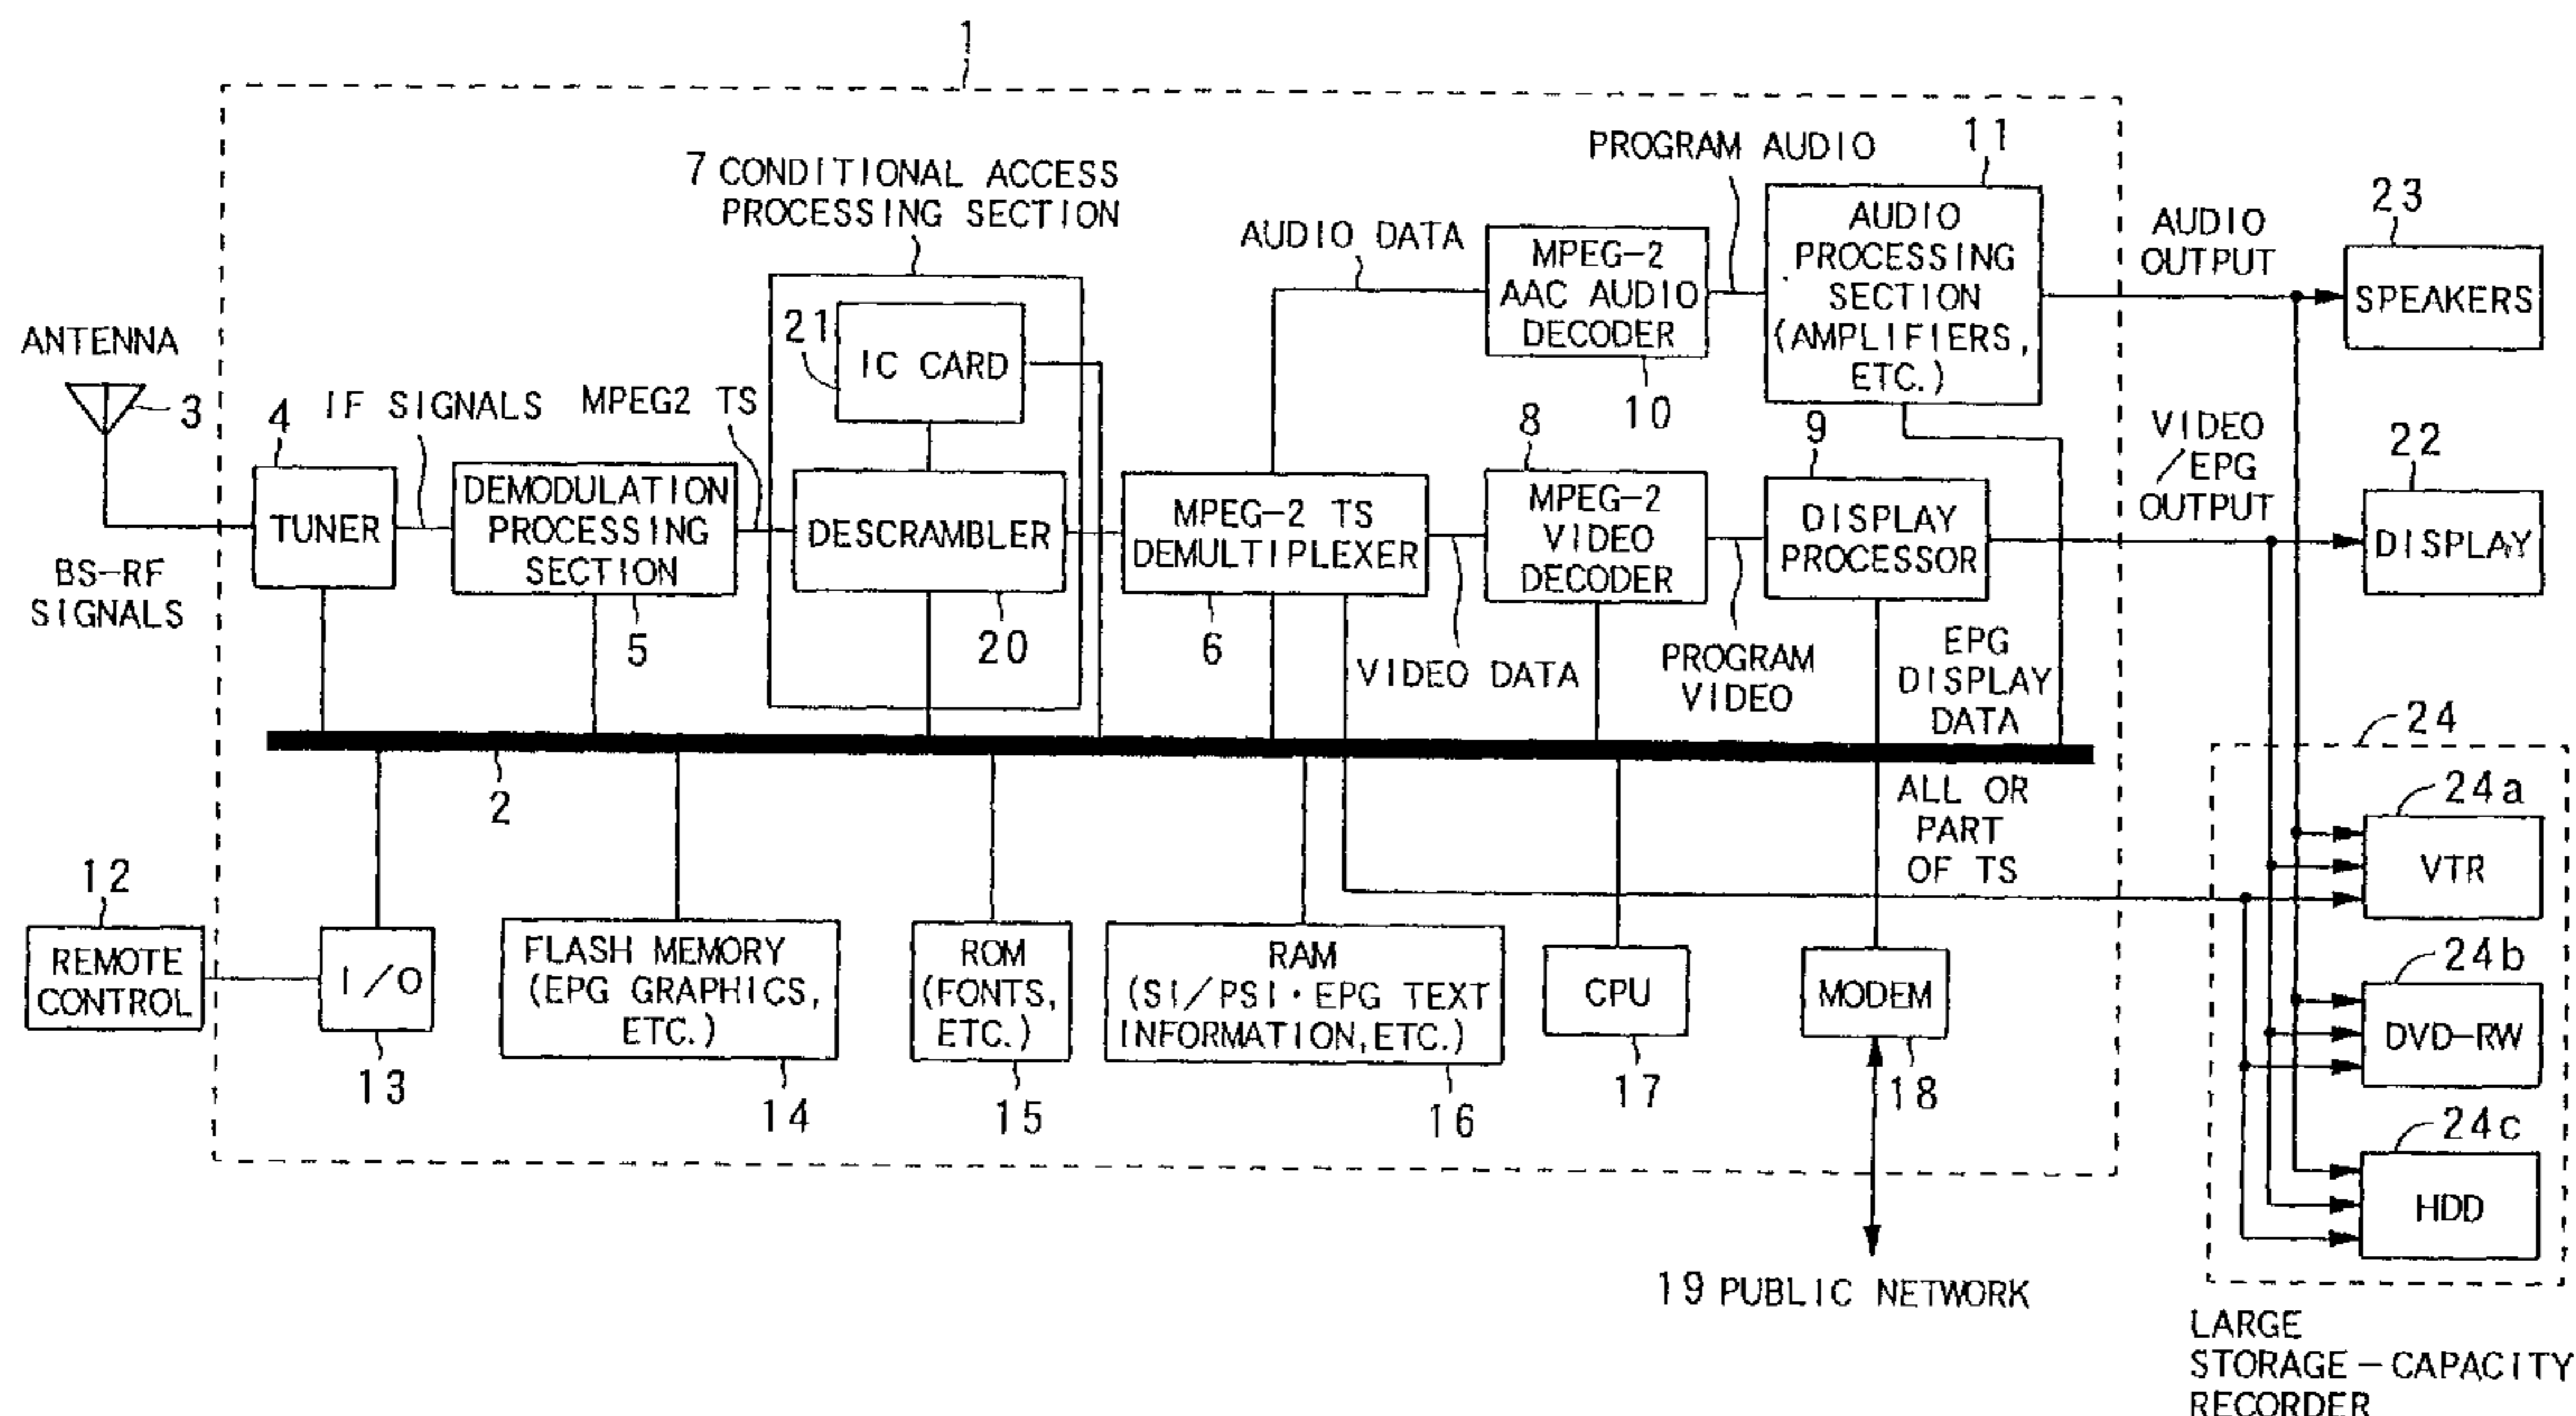 1
7 CONDITIONAL ACCESS
PROCESSING SECTION
PROGRAM AUDIO
11
AUDIO DATA
MPEG-2
AAC AUDIO
DECODER
10
AUDIO
PROCESSING
SECTION
(AMPLIFIERS,
ETC.)
AUDIO
OUTPUT
23
SPEAKERS
ANTENNA
3
BS-RF
SIGNALS
4
TUNER
IF SIGNALS
DEMODULATION
PROCESSING
SECTION
5
MPEG2 TS
21
IC CARD
DESCRAMBLER
20
MPEG-2 TS
DEMULTIPLEXER
6
VIDEO DATA
8
MPEG-2
VIDEO
DECODER
PROGRAM
VIDEO
9
DISPLAY
PROCESSOR
EPG
DISPLAY
DATA
VIDEO
/EPG
OUTPUT
22
DISPLAY
2
ALL OR
PART
OF TS
12
REMOTE
CONTROL
I/O
13
FLASH MEMORY
(EPG GRAPHICS,
ETC.)
14
ROM
(FONTS,
ETC.)
15
RAM
(SI/PSI・EPG TEXT
INFORMATION,ETC.)
16
CPU
17
MODEM
18
19 PUBLIC NETWORK
24
24a
VTR
24b
DVD-RW
24c
HDD
LARGE
STORAGE-CAPACITY
RECORDER